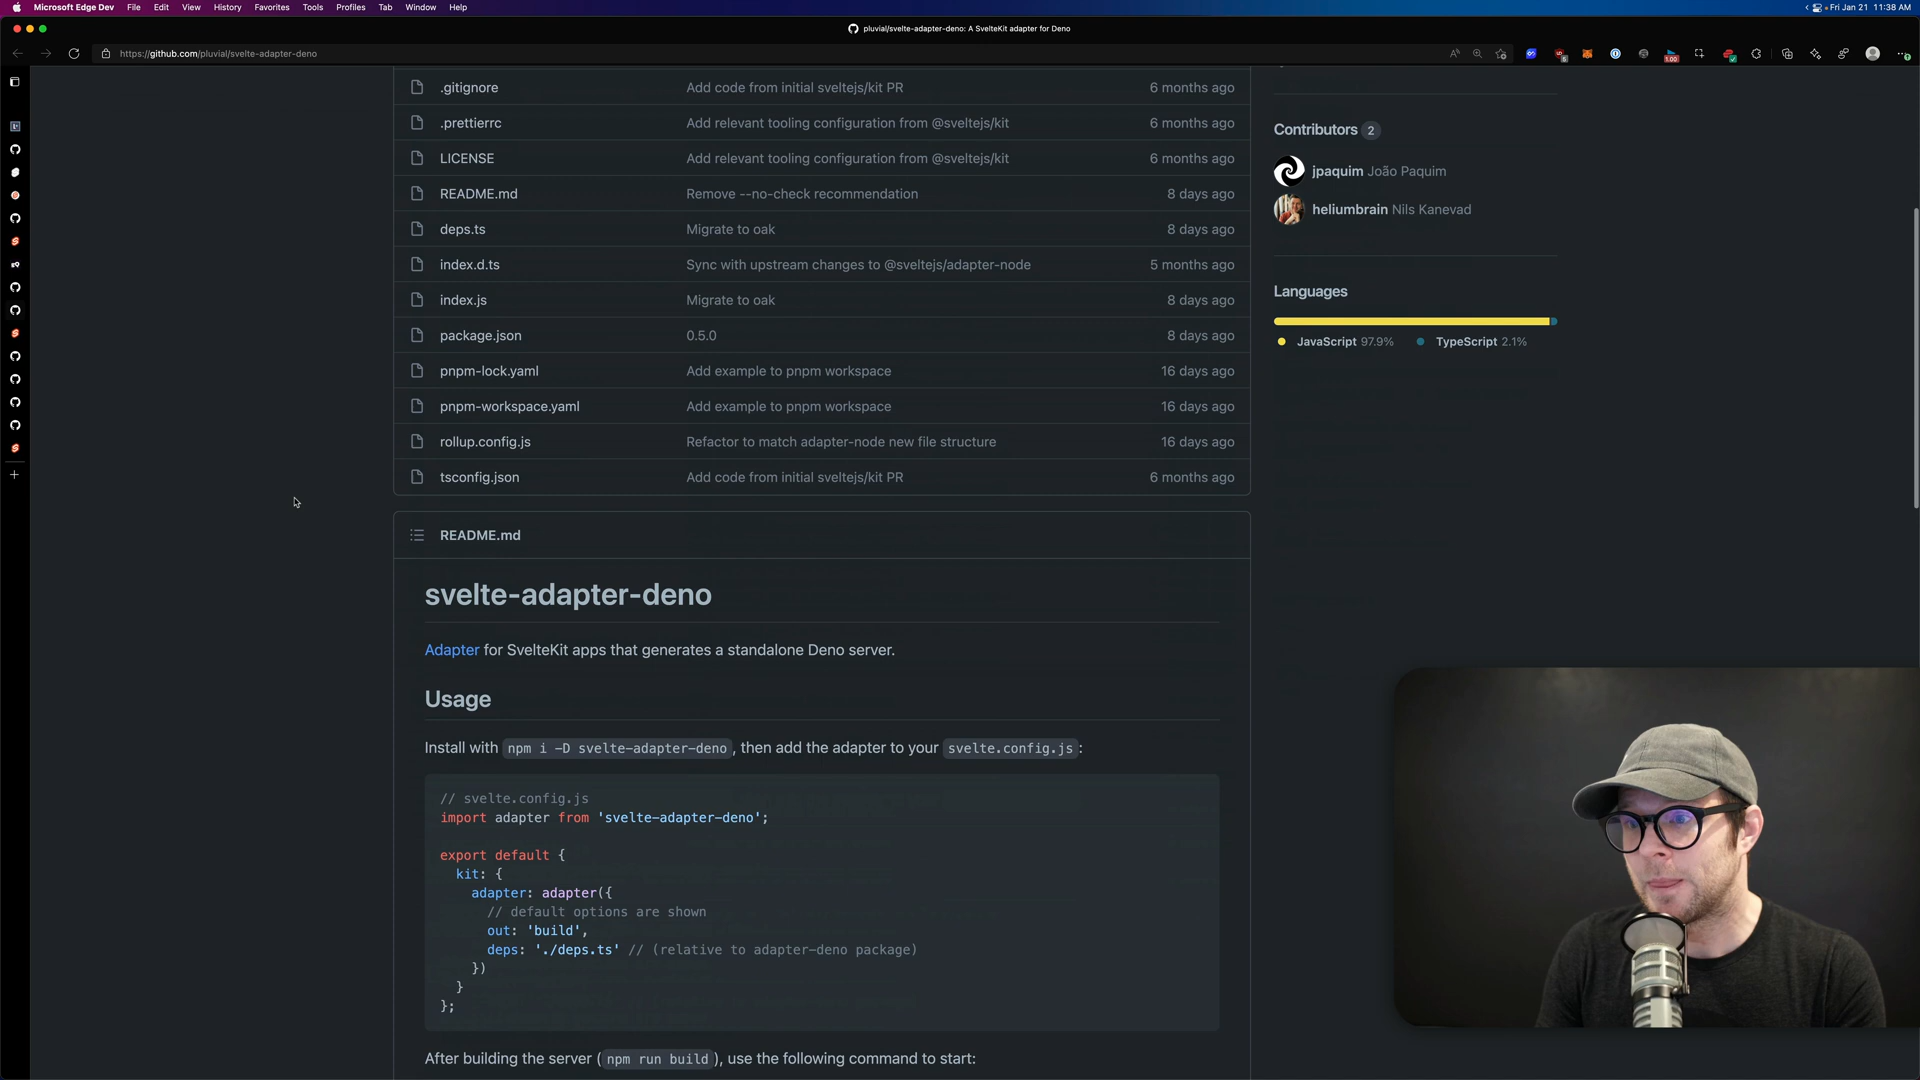 Microsoft Edge Dev File Edit View History Favorites Tools Profiles Tab Window Help
Fri Jan 21 11:38 AM
pluvial/svelte-adapter-deno: A SvelteKit adapter for Deno
https://github.com/pluvial/svelte-adapter-deno
1.00
.gitignore Add code from initial sveltejs/kit PR 6 months ago
.prettierrc Add relevant tooling configuration from @sveltejs/kit 6 months ago
LICENSE Add relevant tooling configuration from @sveltejs/kit 6 months ago
README.md Remove --no-check recommendation 8 days ago
deps.ts Migrate to oak 8 days ago
index.d.ts Sync with upstream changes to @sveltejs/adapter-node 5 months ago
index.js Migrate to oak 8 days ago
package.json 0.5.0 8 days ago
pnpm-lock.yaml Add example to pnpm workspace 16 days ago
pnpm-workspace.yaml Add example to pnpm workspace 16 days ago
rollup.config.js Refactor to match adapter-node new file structure 16 days ago
tsconfig.json Add code from initial sveltejs/kit PR 6 months ago
Contributors 2
jpaquim João Paquim
heliumbrain Nils Kanevad
Languages
JavaScript 97.9% TypeScript 2.1%
README.md
svelte-adapter-deno
Adapter for SvelteKit apps that generates a standalone Deno server.
Usage
Install with npm i -D svelte-adapter-deno, then add the adapter to your svelte.config.js:
// svelte.config.js
import adapter from 'svelte-adapter-deno';
export default {
kit: {
adapter: adapter({
// default options are shown
out: 'build',
deps: './deps.ts' // (relative to adapter-deno package)
})
}
};
After building the server (npm run build), use the following command to start: